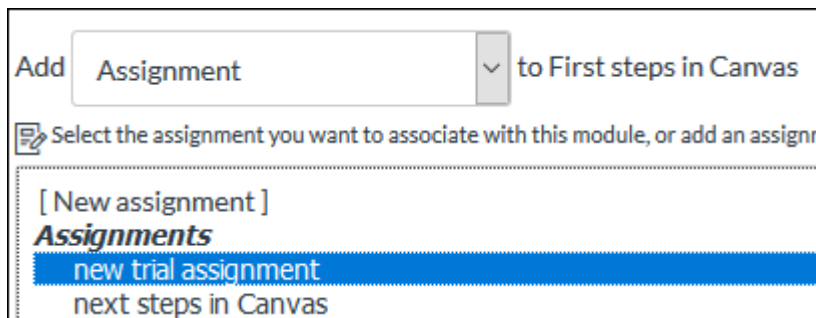 Add Assignment to First steps in Canvas
Select the assignment you want to associate with this module, or add an assignm
[ New assignment ]
Assignments
new trial assignment
next steps in Canvas